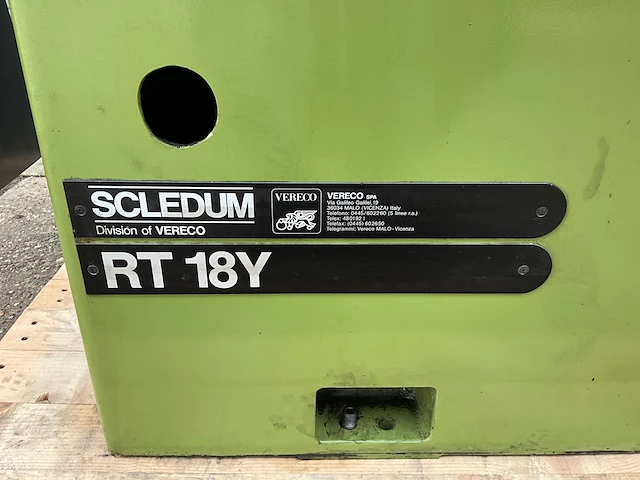 SCLEDUM
Division of VERECO
VERECO
VERECO SPA
Via Galileo Galilei,19
36034 MALO (VICENZA) Italy
Telefono: 0445/602260 (5 linee r.a.)
Telex: 480192 I
Telefax: (0445) 602650
Telegrammi: Vereco MALO-Vicenza
RT 18Y